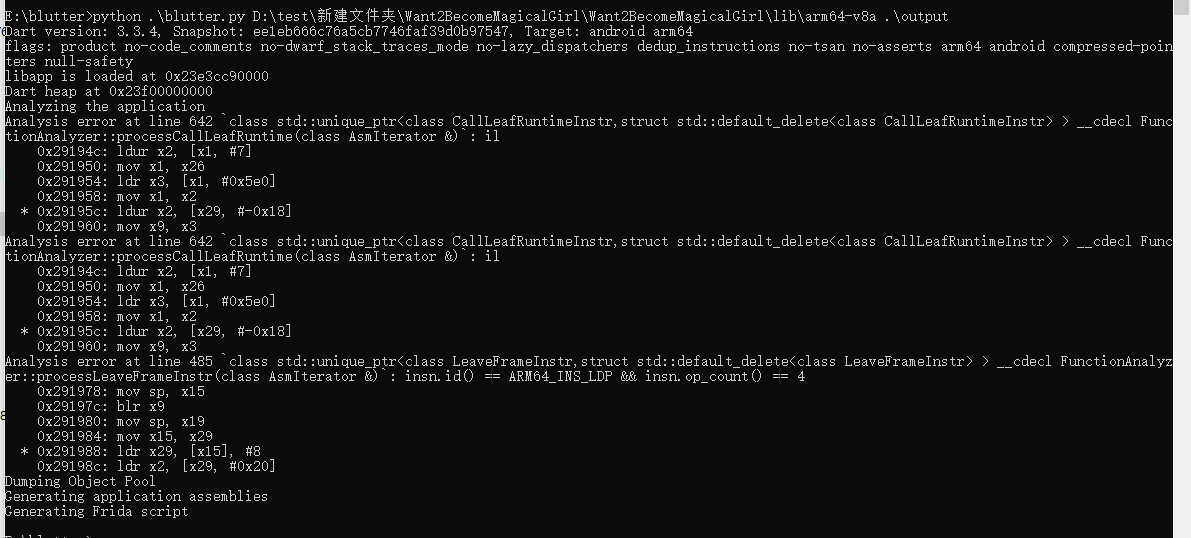 E:\blutter>python .\blutter.py D:\test\新建文件夹\Want2BecomeMagicalGirl\Want2BecomeMagicalGirl\lib\arm64-v8a .\output
Dart version: 3.3.4, Snapshot: ee1eb666c76a5cb7746faf39d0b97547, Target: android arm64
flags: product no-code_comments no-dwarf_stack_traces_mode no-lazy_dispatchers dedup_instructions no-tsan no-asserts arm64 android compressed-poin
ters null-safety
libapp is loaded at 0x23e3cc90000
Dart heap at 0x23f00000000
Analyzing the application
Analysis error at line 642 `class std::unique_ptr<class CallLeafRuntimeInstr,struct std::default_delete<class CallLeafRuntimeInstr> > __cdecl Func
tionAnalyzer::processCallLeafRuntime(class AsmIterator &)`: il
    0x29194c: ldur x2, [x1, #7]
    0x291950: mov x1, x26
    0x291954: ldr x3, [x1, #0x5e0]
    0x291958: mov x1, x2
  * 0x29195c: ldur x2, [x29, #-0x18]
    0x291960: mov x9, x3
Analysis error at line 642 `class std::unique_ptr<class CallLeafRuntimeInstr,struct std::default_delete<class CallLeafRuntimeInstr> > __cdecl Func
tionAnalyzer::processCallLeafRuntime(class AsmIterator &)`: il
    0x29194c: ldur x2, [x1, #7]
    0x291950: mov x1, x26
    0x291954: ldr x3, [x1, #0x5e0]
    0x291958: mov x1, x2
  * 0x29195c: ldur x2, [x29, #-0x18]
    0x291960: mov x9, x3
Analysis error at line 485 `class std::unique_ptr<class LeaveFrameInstr,struct std::default_delete<class LeaveFrameInstr> > __cdecl FunctionAnalyz
er::processLeaveFrameInstr(class AsmIterator &)`: insn.id() == ARM64_INS_LDP && insn.op_count() == 4
    0x291978: mov sp, x15
    0x29197c: blr x9
    0x291980: mov sp, x19
    0x291984: mov x15, x29
  * 0x291988: ldr x29, [x15], #8
    0x29198c: ldr x2, [x29, #0x20]
Dumping Object Pool
Generating application assemblies
Generating Frida script